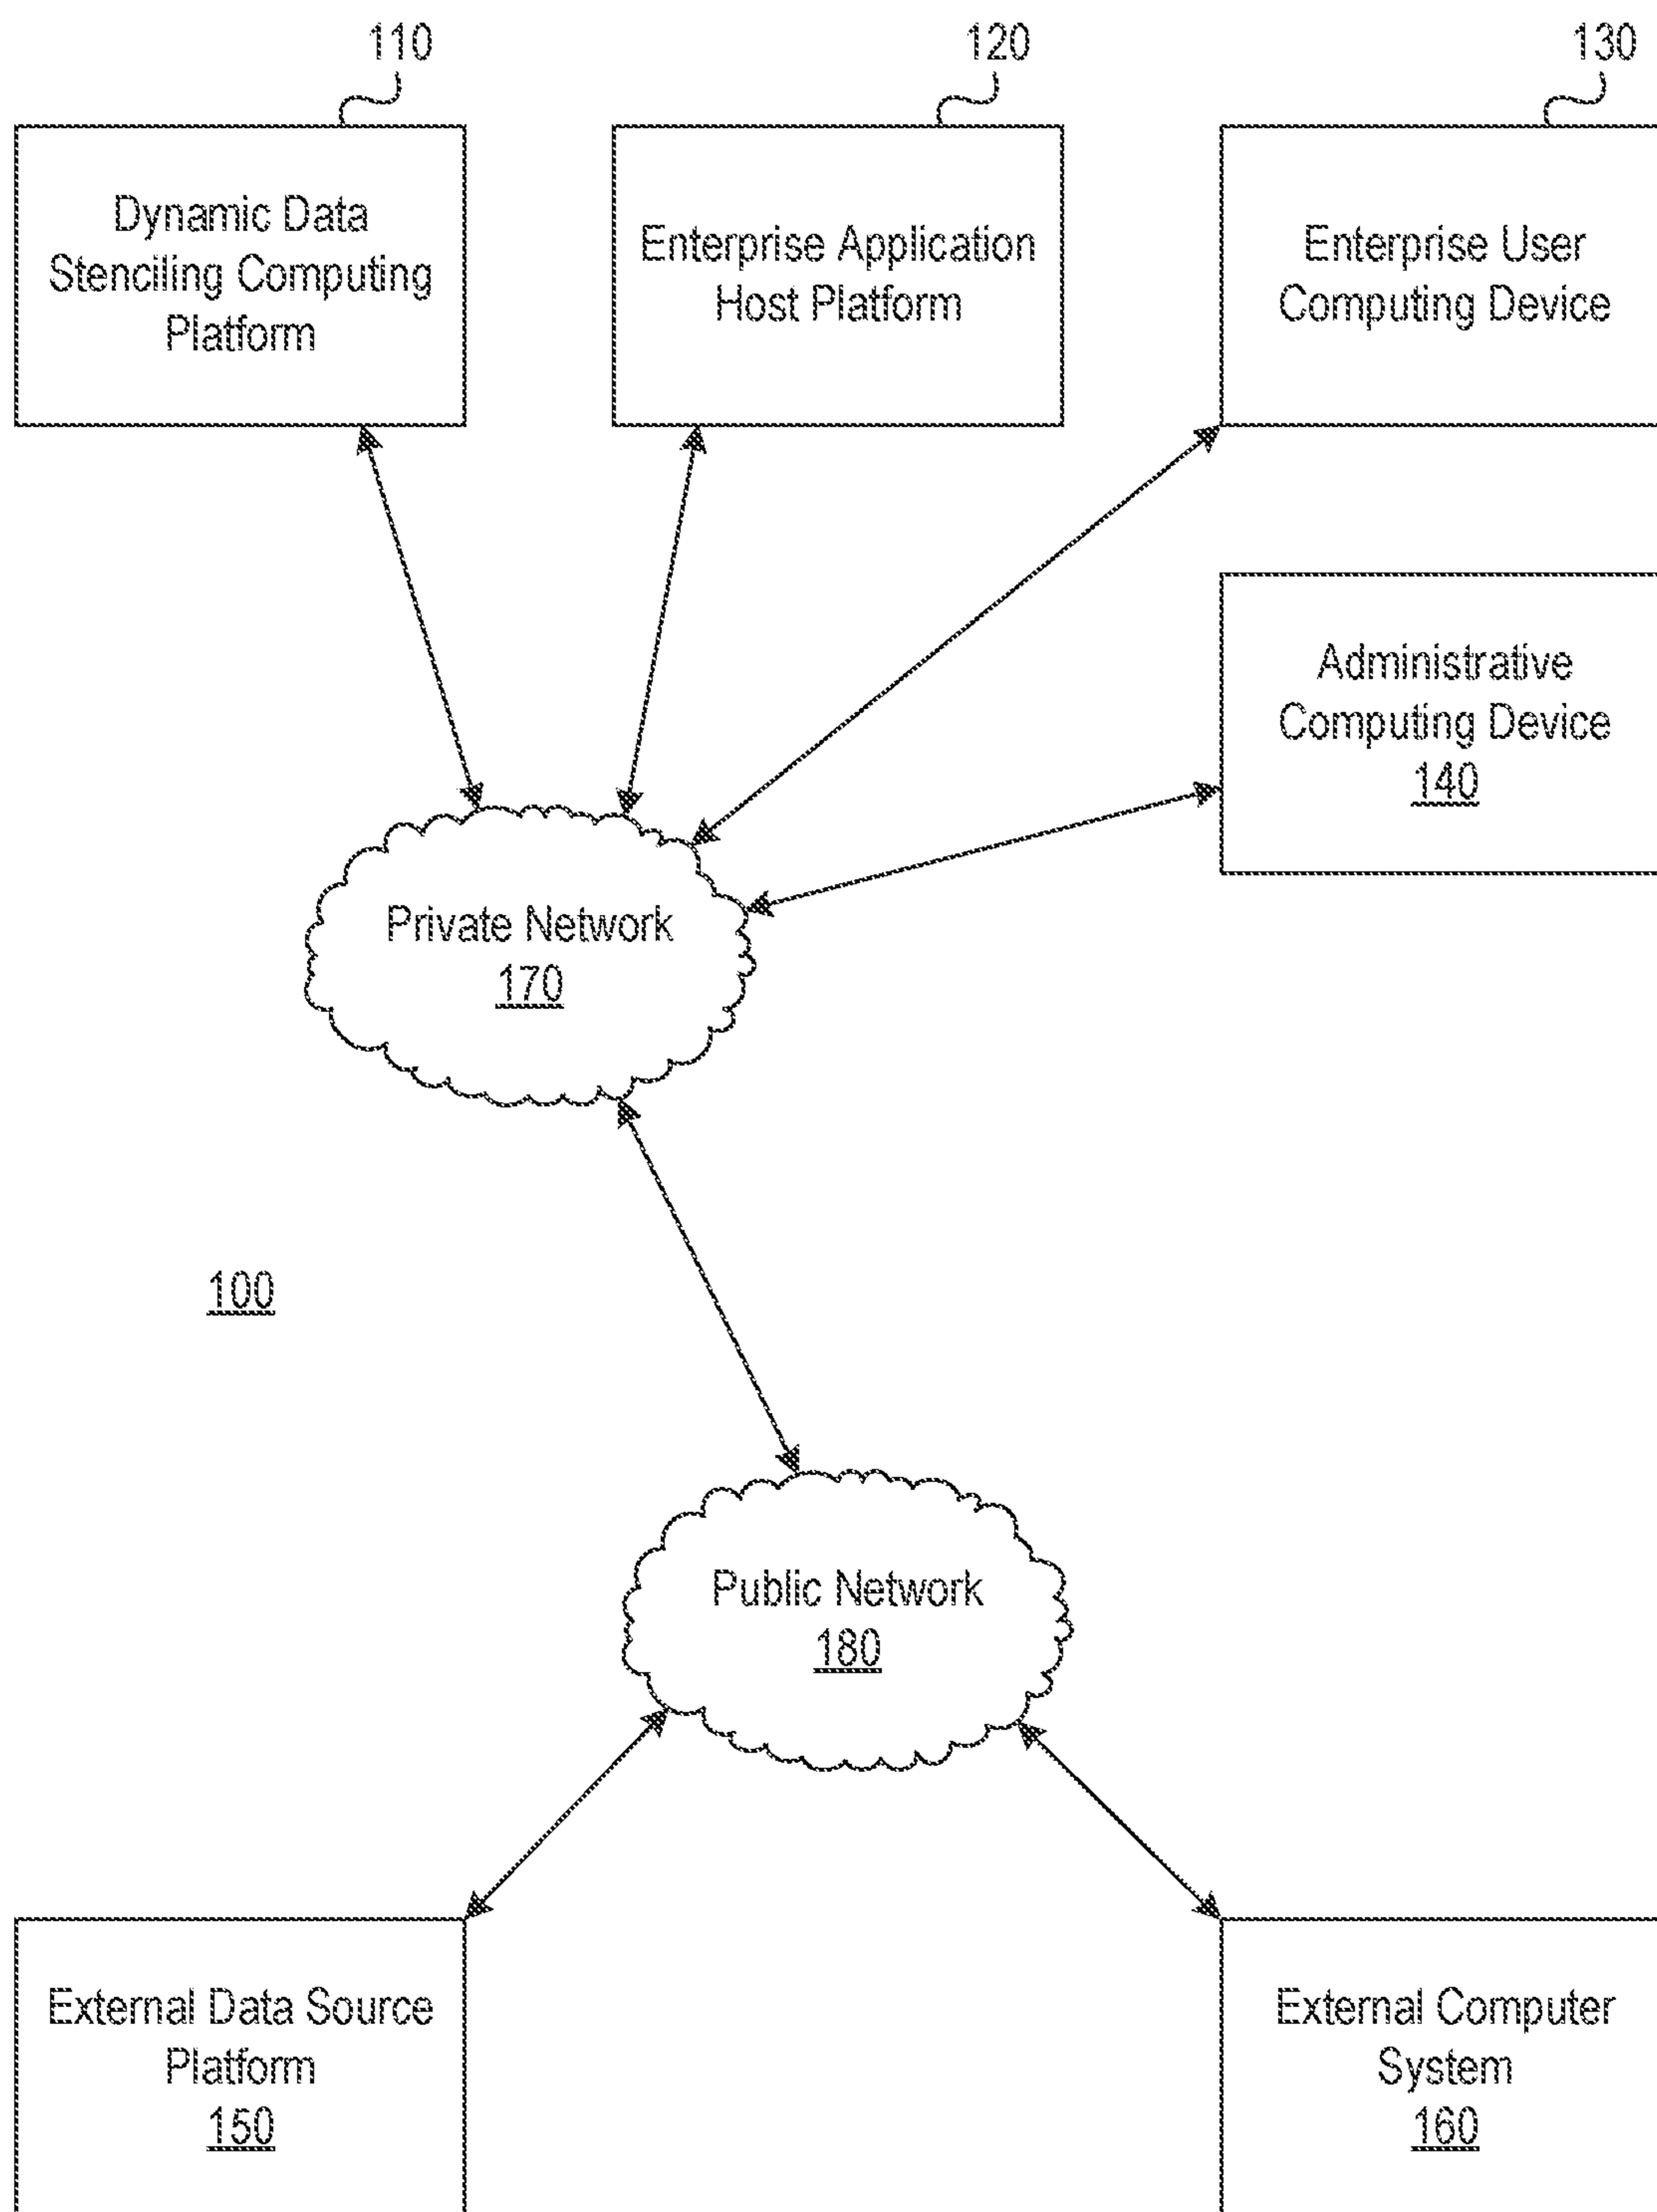 110
120
130
Dynamic Data
Stenciling Computing
Platform
Enterprise Application
Host Platform
Enterprise User
Computing Device
Administrative
Computing Device
140
Private Network
170
100
Public Network
180
External Data Source
Platform
150
External Computer
System
160